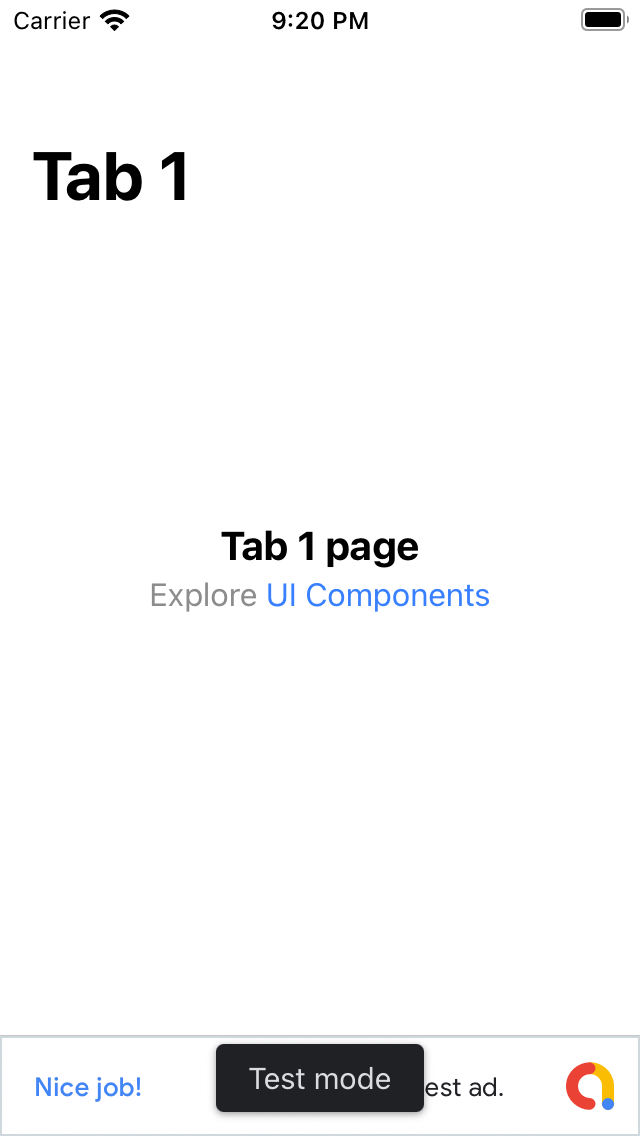 Carrier 9:20 PM
Tab 1
Tab 1 page
Explore UI Components
Nice job! Test mode est ad.